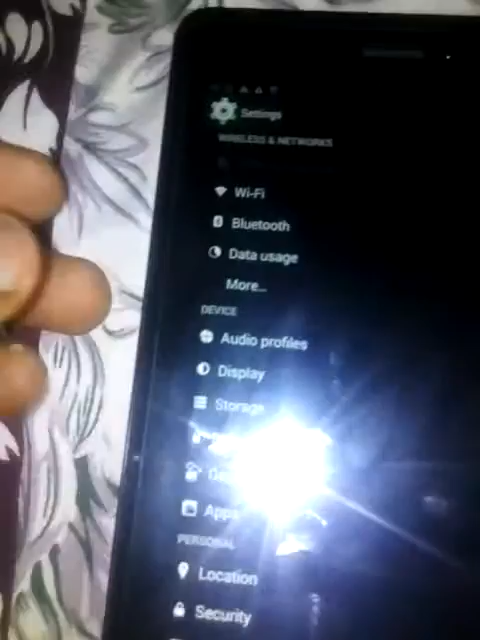 Settings
WIRELESS & NETWORKS
Wi-Fi
Bluetooth
Data usage
More...
DEVICE
Audio profiles
Display
Storage
Apps
PERSONAL
Location
Security